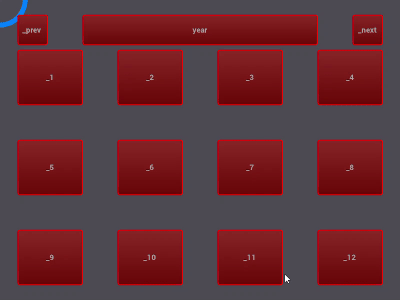 _prev year _next
_1 _2 _3 _4
_5 _6 _7 _8
_9 _10 _11 _12